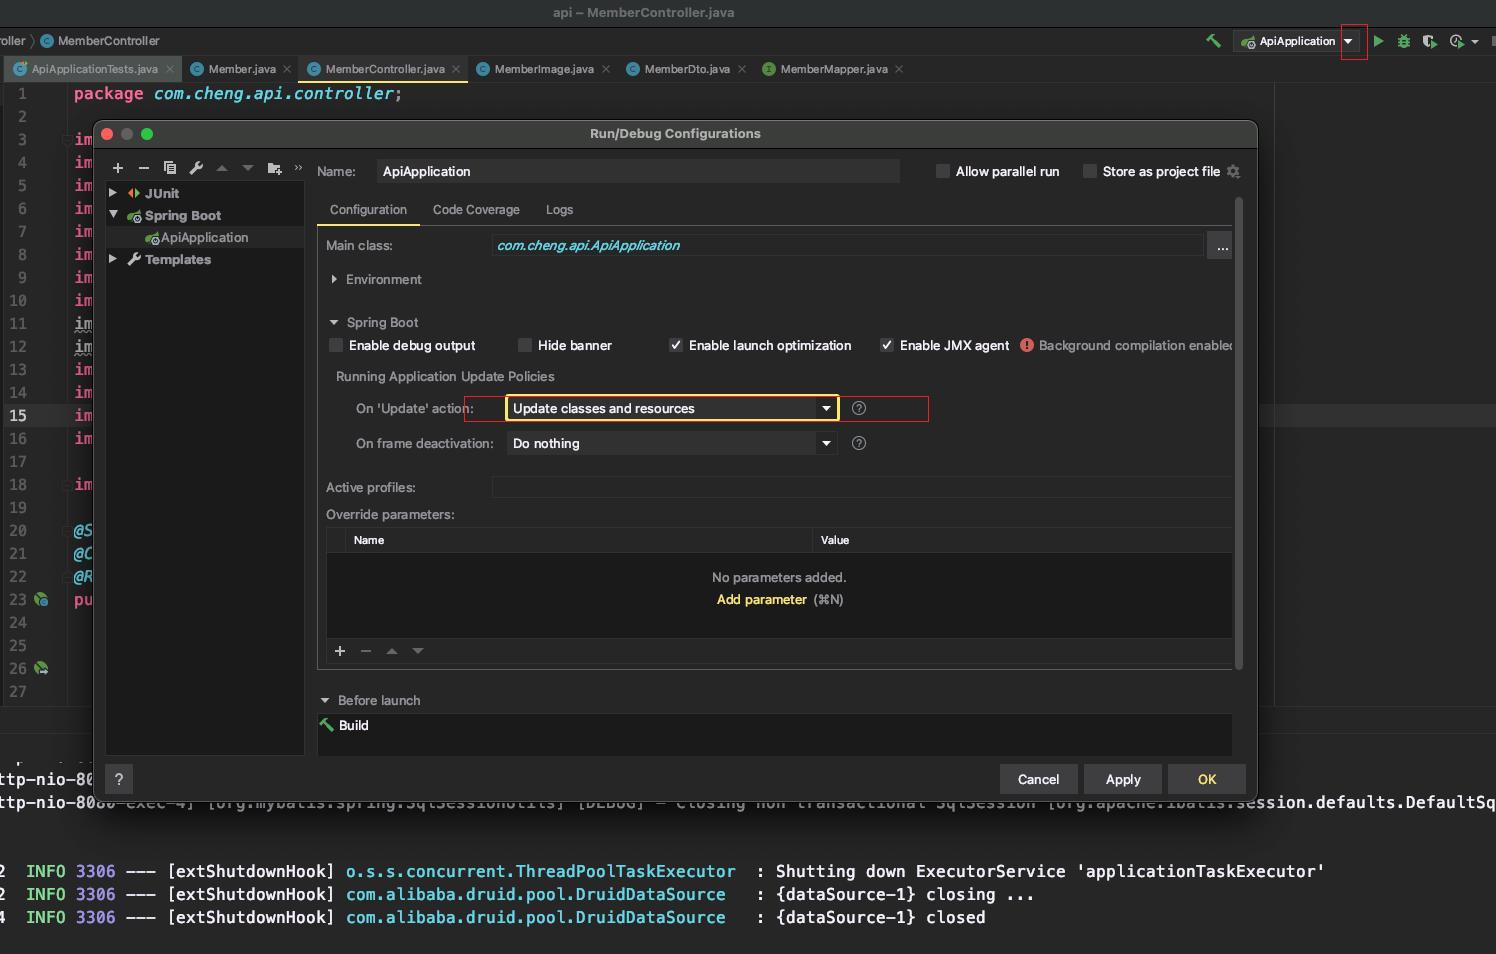 api – MemberController.java
oller
MemberController
ApiApplication
ApiApplicationTests.java
Member.java
MemberController.java
MemberImage.java
MemberDto.java
MemberMapper.java
1 package com.cheng.api.controller;
2
3 im
4 im
5 im
6 im
7 im
8 im
9 im
10 im
11 im
12 im
13 im
14 im
15 im
16 im
17
18 im
19
20 @S
21 @C
22 @R
23 pu
24
25
26
27
Run/Debug Configurations
JUnit
Spring Boot
ApiApplication
Templates
Name: ApiApplication
Allow parallel run
Store as project file
Configuration
Code Coverage
Logs
Main class: com.cheng.api.ApiApplication
...
Environment
Spring Boot
Enable debug output
Hide banner
Enable launch optimization
Enable JMX agent
Background compilation enabled
Running Application Update Policies
On 'Update' action: Update classes and resources
On frame deactivation: Do nothing
Active profiles:
Override parameters:
Name Value
No parameters added.
Add parameter (⌘N)
Before launch
Build
?
Cancel
Apply
OK
ttp-nio-80
ttp-nio-8080-exec-4] [org.mybatis.spring.SqlSessionUtils] [DEBUG] - Closing non transactional SqlSession [org.apache.ibatis.session.defaults.DefaultSq
2 INFO 3306 --- [extShutdownHook] o.s.s.concurrent.ThreadPoolTaskExecutor : Shutting down ExecutorService 'applicationTaskExecutor'
2 INFO 3306 --- [extShutdownHook] com.alibaba.druid.pool.DruidDataSource : {dataSource-1} closing ...
4 INFO 3306 --- [extShutdownHook] com.alibaba.druid.pool.DruidDataSource : {dataSource-1} closed